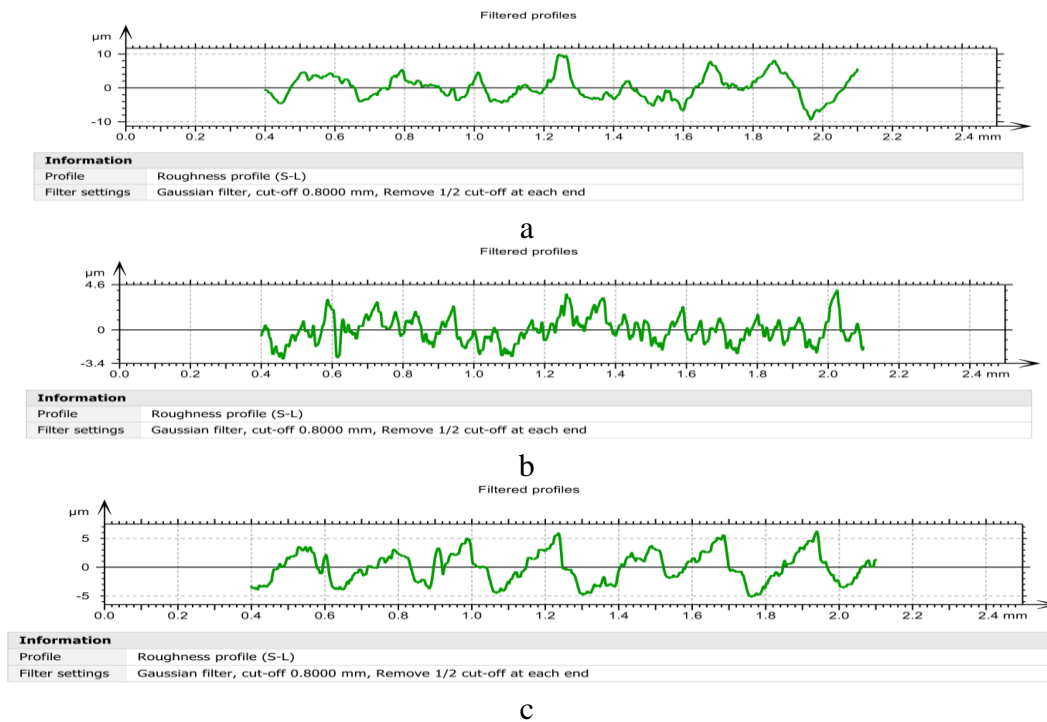 Filtered profiles
µm
10
0
-10
0.0 0.2 0.4 0.6 0.8 1.0 1.2 1.4 1.6 1.8 2.0 2.2 2.4 mm
Information
Profile Roughness profile (S-L)
Filter settings Gaussian filter, cut-off 0.8000 mm, Remove 1/2 cut-off at each end
a
Filtered profiles
µm
4.6
0
-3.4
0.0 0.2 0.4 0.6 0.8 1.0 1.2 1.4 1.6 1.8 2.0 2.2 2.4 mm
Information
Profile Roughness profile (S-L)
Filter settings Gaussian filter, cut-off 0.8000 mm, Remove 1/2 cut-off at each end
b
Filtered profiles
µm
5
0
-5
0.0 0.2 0.4 0.6 0.8 1.0 1.2 1.4 1.6 1.8 2.0 2.2 2.4 mm
Information
Profile Roughness profile (S-L)
Filter settings Gaussian filter, cut-off 0.8000 mm, Remove 1/2 cut-off at each end
c